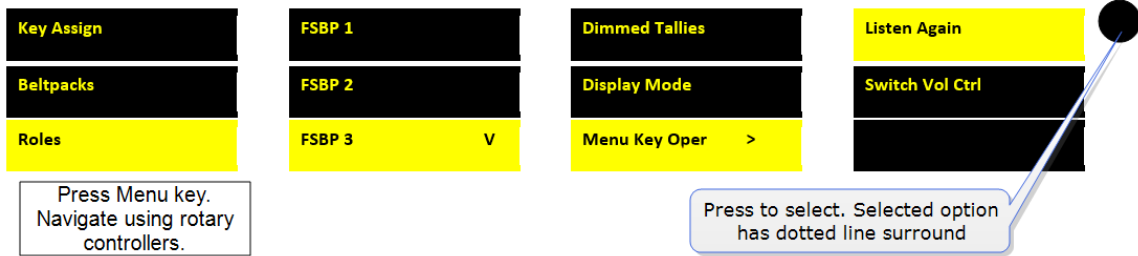 Key Assign
Beltpacks
Roles
FSBP 1
FSBP 2
FSBP 3 V
Dimmed Tallies
Display Mode
Menu Key Oper >
Listen Again
Switch Vol Ctrl
Press Menu key.
Navigate using rotary
controllers.
Press to select. Selected option
has dotted line surround